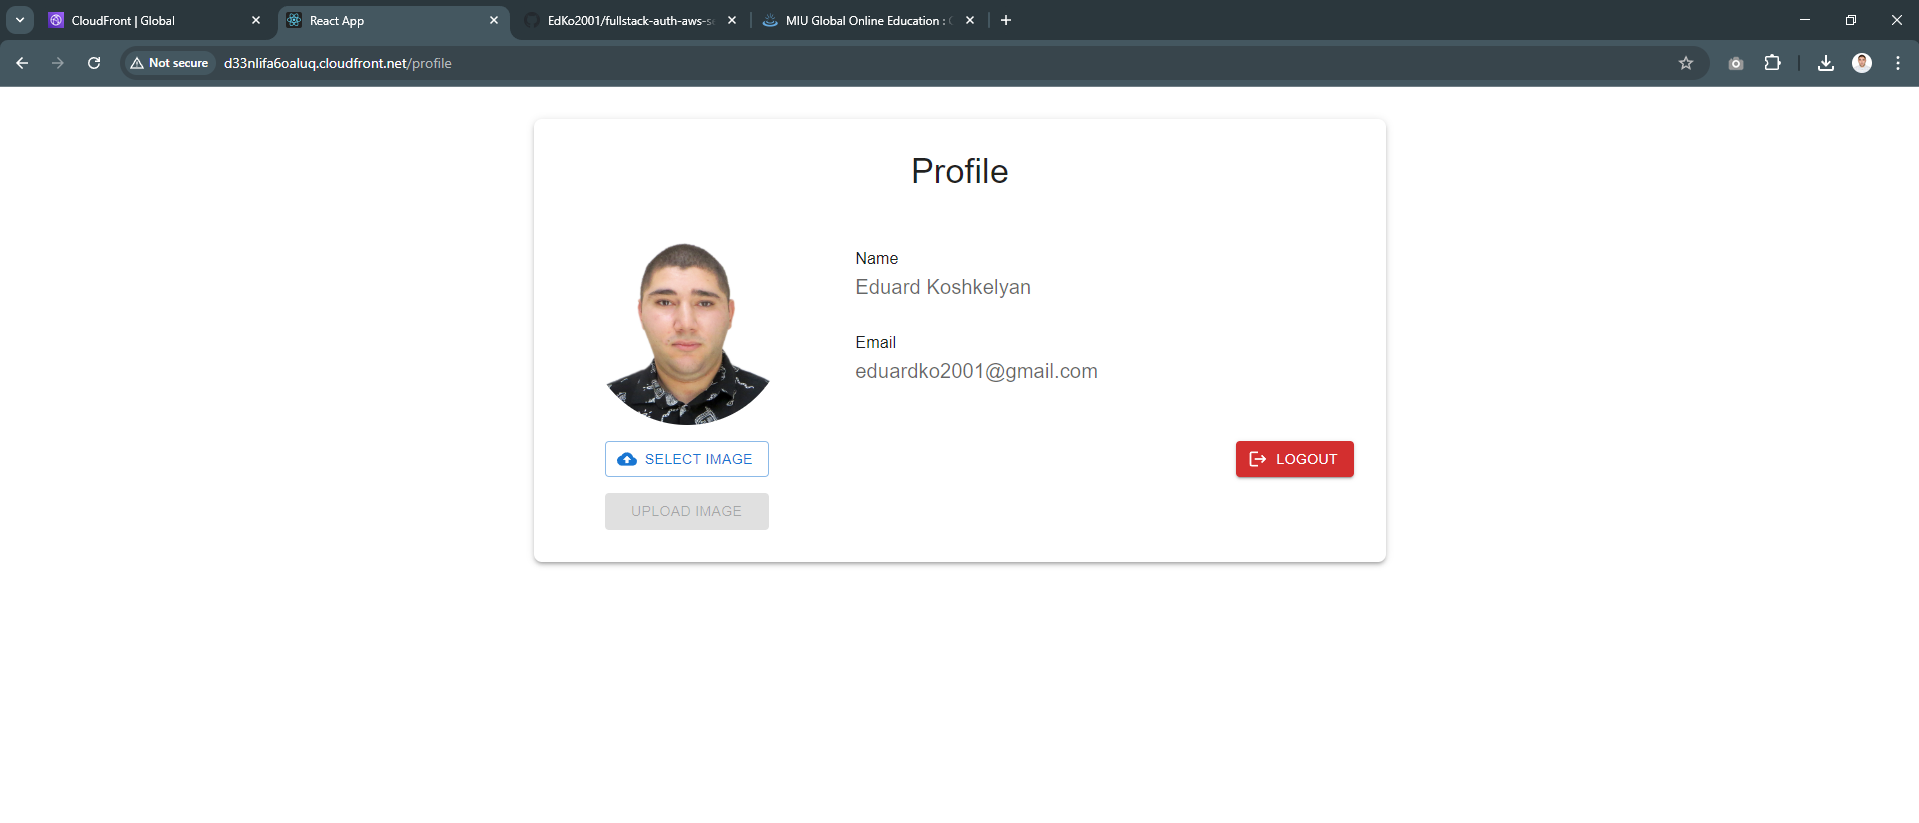 CloudFront | Global
React App
EdKo2001/fullstack-auth-aws-se
MIU Global Online Education :
Not secure
d33nlifa6oaluq.cloudfront.net/profile
Profile
Name
Eduard Koshkelyan
Email
eduardko2001@gmail.com
SELECT IMAGE
LOGOUT
UPLOAD IMAGE